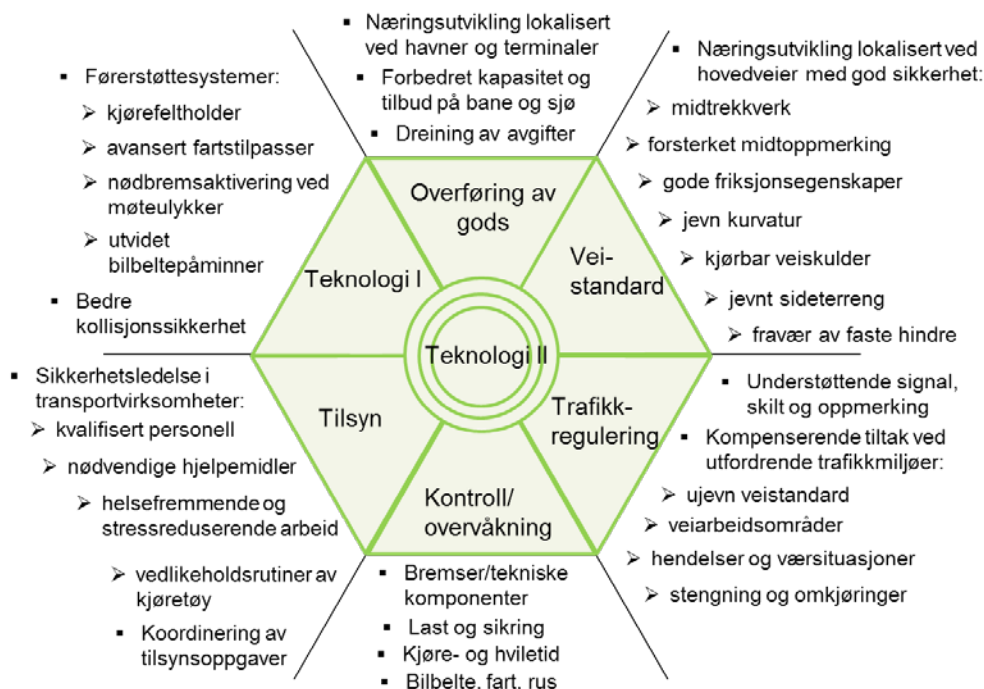 ▪ Næringsutvikling lokalisert
ved havner og terminaler
▪ Forbedret kapasitet og
tilbud på bane og sjø
▪ Dreining av avgifter
▪ Næringsutvikling lokalisert ved
hovedveier med god sikkerhet:
➢ midtrekkverk
➢ forsterket midtoppmerking
➢ gode friksjonsegenskaper
➢ jevn kurvatur
➢ kjørbar veiskulder
➢ jevnt sideterreng
➢ fravær av faste hindre
▪ Førerstøttesystemer:
➢ kjørefeltholder
➢ avansert fartstilpasser
➢ nødbremsaktivering ved
møteulykker
➢ utvidet
bilbeltepåminner
▪ Bedre
kollisjonssikkerhet
Overføring av
gods
Teknologi I
Vei-
standard
Teknologi II
Tilsyn
Trafikk-
regulering
Kontroll/
overvåkning
▪ Sikkerhetsledelse i
transportvirksomheter:
➢ kvalifisert personell
➢ nødvendige hjelpemidler
➢ helsefremmende og
stressreduserende arbeid
➢ vedlikeholdsrutiner av
kjøretøy
▪ Koordinering av
tilsynsoppgaver
▪ Understøttende signal,
skilt og oppmerking
▪ Kompenserende tiltak ved
utfordrende trafikkmiljøer:
➢ ujevn veistandard
➢ veiarbeidsområder
➢ hendelser og værsituasjoner
➢ stengning og omkjøringer
▪ Bremser/tekniske
komponenter
▪ Last og sikring
▪ Kjøre- og hviletid
▪ Bilbelte, fart, rus